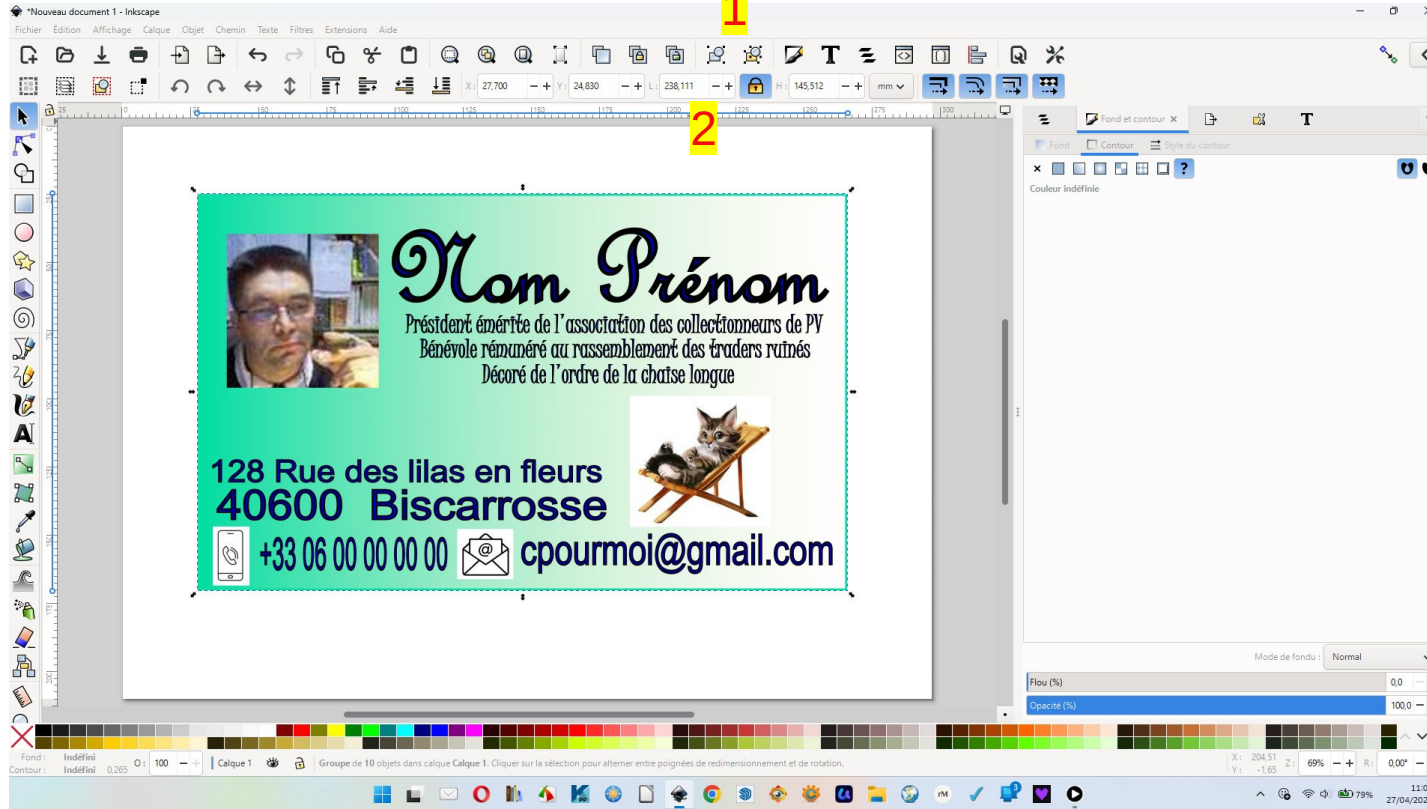 *Nouveau document 1 - Inkscape
1
Fichier Édition Affichage Calque Objet Chemin Texte Filtres Extensions Aide
X: 27,700 Y: 24,830 L: 238,111 H: 145,512 mm
2
Fond et contour
Fond Contour Style du contour
Couleur indéfinie
Nom Prénom
Président émérite de l'association des collectionneurs de PV
Bénévole rémunéré au rassemblement des traders ruinés
Décoré de l'ordre de la chaise longue
128 Rue des lilas en fleurs
40600 Biscarrosse
+33 06 00 00 00 00 cpourmoi@gmail.com
Mode de fondu : Normal
Flou (%) 0,0
Opacité (%) 100,0
Fond : Indéfini
Contour : Indéfini 0,265
O : 100
Calque 1
Groupe de 10 objets dans calque Calque 1. Cliquer sur la sélection pour alterner entre poignées de redimensionnement et de rotation.
X : 204,51
Y : -1,65
Z : 69% R : 0,00°
79%
27/04/202